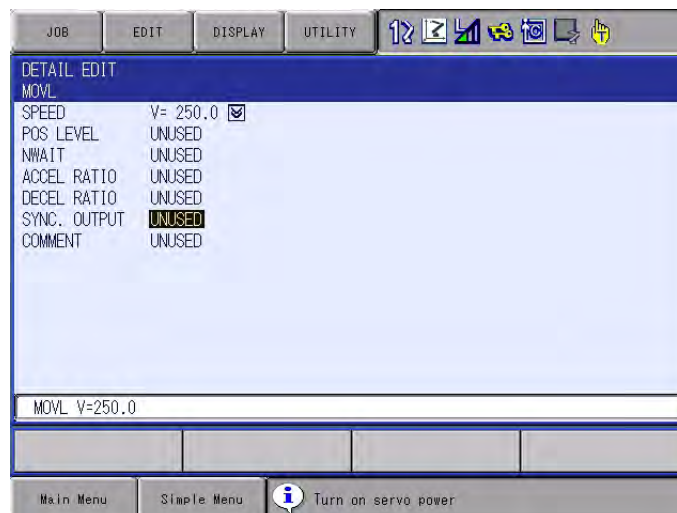 JOB EDIT DISPLAY UTILITY
DETAIL EDIT
MOVL
SPEED V= 250.0
POS LEVEL UNUSED
NWAIT UNUSED
ACCEL RATIO UNUSED
DECEL RATIO UNUSED
SYNC. OUTPUT UNUSED
COMMENT UNUSED
MOVL V=250.0
Main Menu Simple Menu Turn on servo power